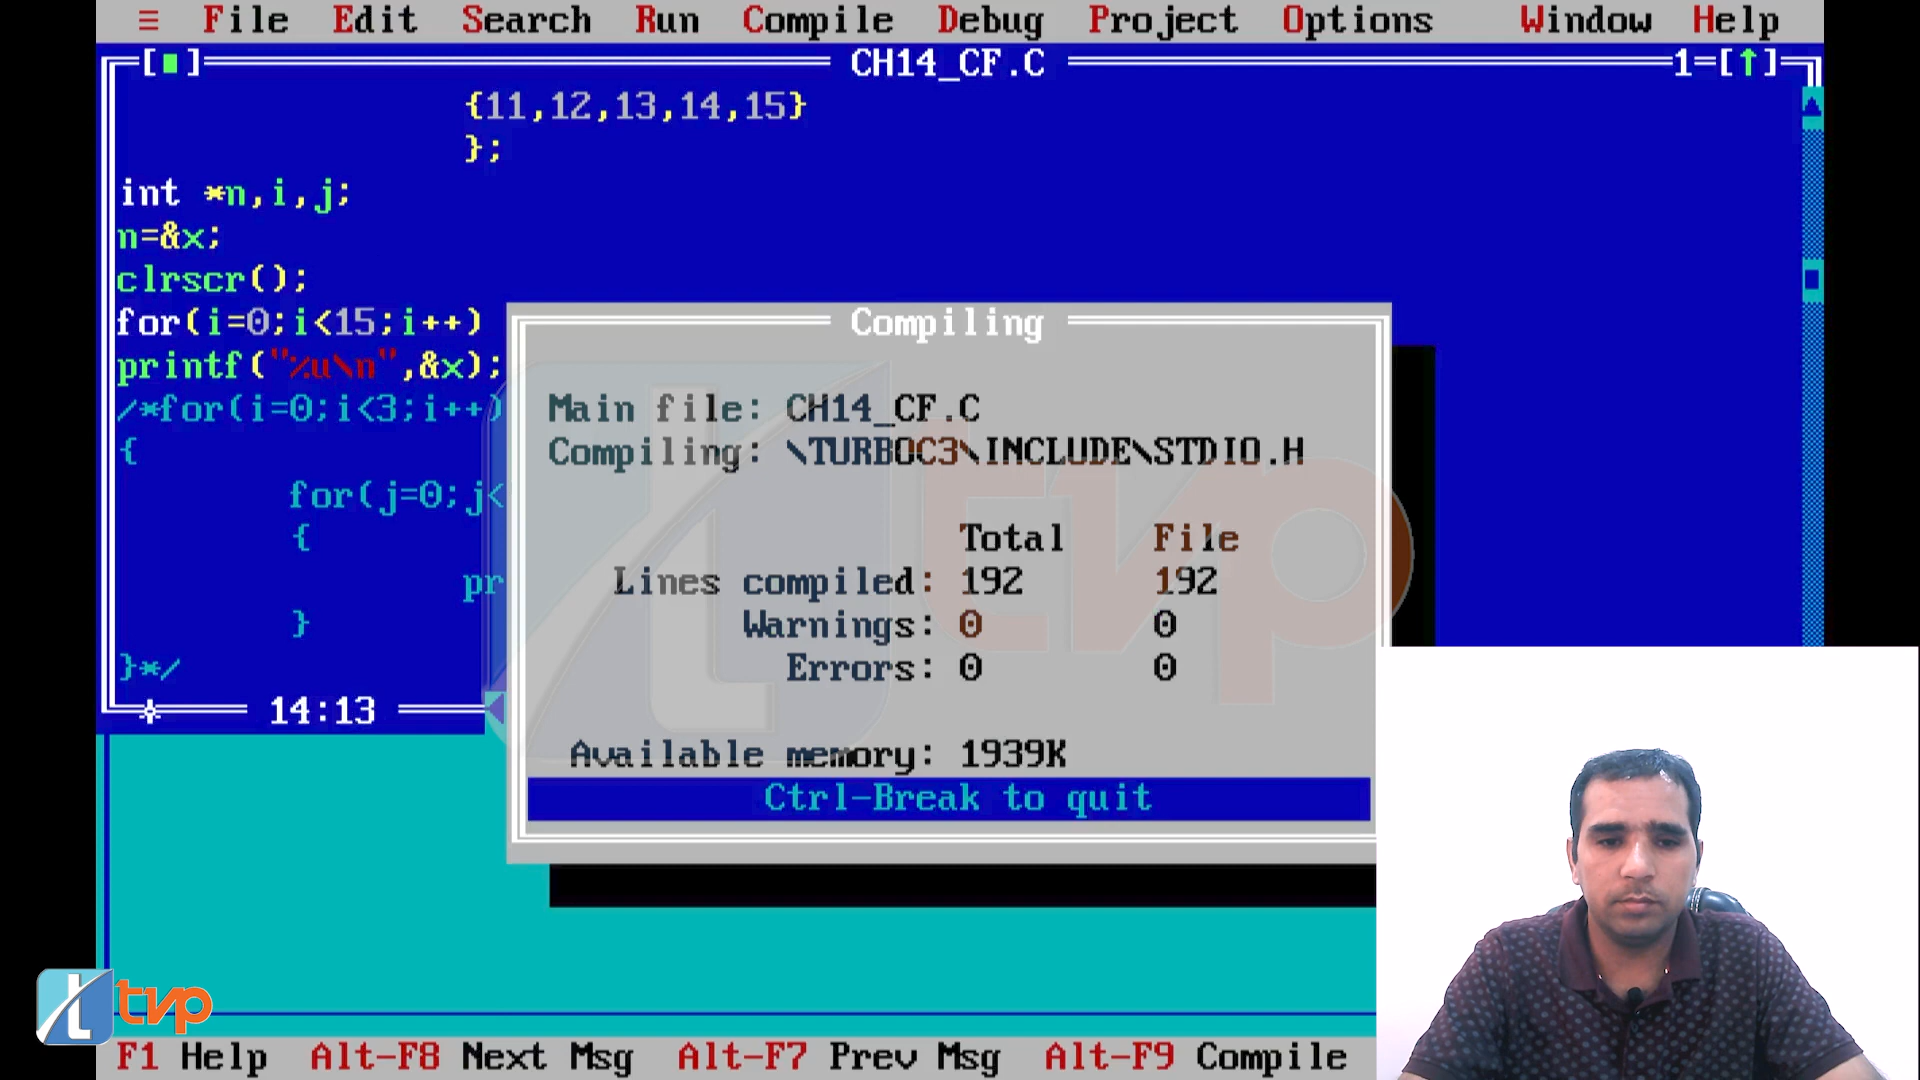 ≡ File Edit Search Run Compile Debug Project Options Window Help
[■] CH14_CF.C 1=[↑]
{11,12,13,14,15}
};
int *n,i,j;
n=&x;
clrscr();
for(i=0;i<15;i++)
printf("%u\n",&x);
/*for(i=0;i<3;i++)
{
for(j=0;j<
{
pr
}
}*/
14:13
Compiling
Main file: CH14_CF.C
Compiling: \TURBOC3\INCLUDE\STDIO.H
Total File
Lines compiled: 192 192
Warnings: 0 0
Errors: 0 0
Available memory: 1939K
Ctrl-Break to quit
tvp
t tvp
F1 Help Alt-F8 Next Msg Alt-F7 Prev Msg Alt-F9 Compile